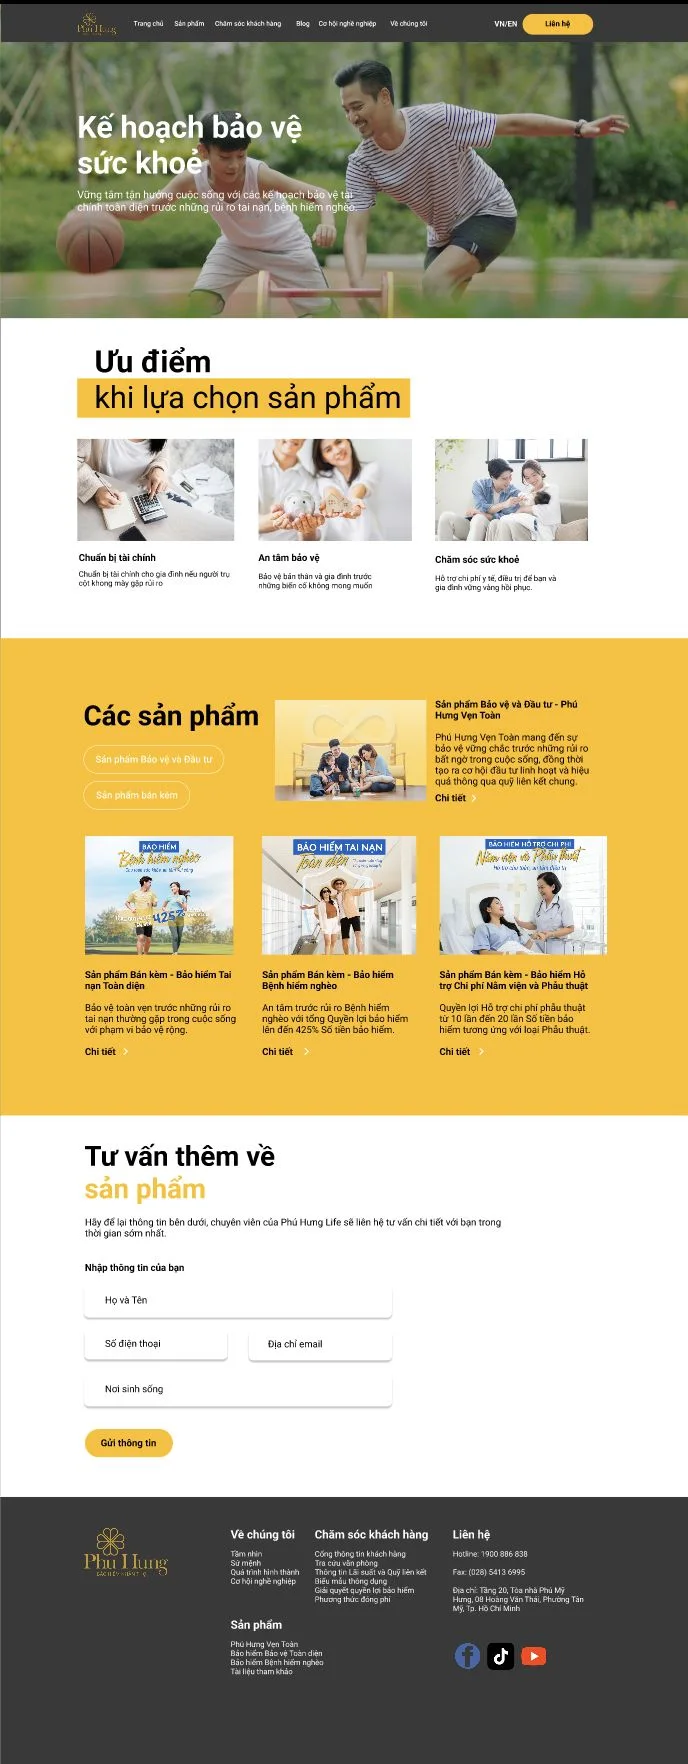 Phú Hưng
Trang chủ
Sản phẩm
Chăm sóc khách hàng
Blog
Cơ hội nghề nghiệp
Về chúng tôi
VN/EN
Liên hệ
Kế hoạch bảo vệ
sức khoẻ
Vững tâm tận hưởng cuộc sống với các kế hoạch bảo vệ tài
chính toàn diện trước những rủi ro tai nạn, bệnh hiểm nghèo.
Ưu điểm
khi lựa chọn sản phẩm
Chuẩn bị tài chính
Chuẩn bị tài chính cho gia đình nếu người trụ
cột không may gặp rủi ro
An tâm bảo vệ
Bảo vệ bản thân và gia đình trước
những biến cố không mong muốn
Chăm sóc sức khoẻ
Hỗ trợ chi phí y tế, điều trị để bạn và
gia đình vững vàng hồi phục.
Các sản phẩm
Sản phẩm Bảo vệ và Đầu tư
Sản phẩm bán kèm
Sản phẩm Bảo vệ và Đầu tư - Phú
Hưng Vẹn Toàn
Phú Hưng Vẹn Toàn mang đến sự
bảo vệ vững chắc trước những rủi ro
bất ngờ trong cuộc sống, đồng thời
tạo ra cơ hội đầu tư linh hoạt và hiệu
quả thông qua quỹ liên kết chung.
Chi tiết
BẢO HIỂM
Bệnh hiểm nghèo
425%
Sản phẩm Bán kèm - Bảo hiểm Tai
nạn Toàn diện
Bảo vệ toàn vẹn trước những rủi ro
tai nạn thường gặp trong cuộc sống
với phạm vi bảo vệ rộng.
Chi tiết
BẢO HIỂM TAI NẠN
Toàn diện
Sản phẩm Bán kèm - Bảo hiểm
Bệnh hiểm nghèo
An tâm trước rủi ro Bệnh hiểm
nghèo với tổng Quyền lợi bảo hiểm
lên đến 425% Số tiền bảo hiểm.
Chi tiết
BẢO HIỂM HỖ TRỢ CHI PHÍ
Nằm viện và Phẫu thuật
Sản phẩm Bán kèm - Bảo hiểm Hỗ
trợ Chi phí Nằm viện và Phẫu thuật
Quyền lợi Hỗ trợ chi phí phẫu thuật
từ 10 lần đến 20 lần Số tiền bảo
hiểm tương ứng với loại Phẫu thuật.
Chi tiết
Tư vấn thêm về
sản phẩm
Hãy để lại thông tin bên dưới, chuyên viên của Phú Hưng Life sẽ liên hệ tư vấn chi tiết với bạn trong
thời gian sớm nhất.
Nhập thông tin của bạn
Họ và Tên
Số điện thoại
Địa chỉ email
Nơi sinh sống
Gửi thông tin
Phú Hưng
BẢO HIỂM NHÂN THỌ
Về chúng tôi
Tầm nhìn
Sứ mệnh
Quá trình hình thành
Cơ hội nghề nghiệp
Chăm sóc khách hàng
Cổng thông tin khách hàng
Tra cứu văn phòng
Thông tin Lãi suất và Quỹ liên kết
Biểu mẫu thông dụng
Giải quyết quyền lợi bảo hiểm
Phương thức đóng phí
Liên hệ
Hotline: 1900 886 838
Fax: (028) 5413 6995
Địa chỉ: Tầng 20, Tòa nhà Phú Mỹ
Hưng, 08 Hoàng Văn Thái, Phường Tân
Mỹ, Tp. Hồ Chí Minh
Sản phẩm
Phú Hưng Vẹn Toàn
Bảo hiểm Bảo vệ Toàn diện
Bảo hiểm Bệnh hiểm nghèo
Tài liệu tham khảo